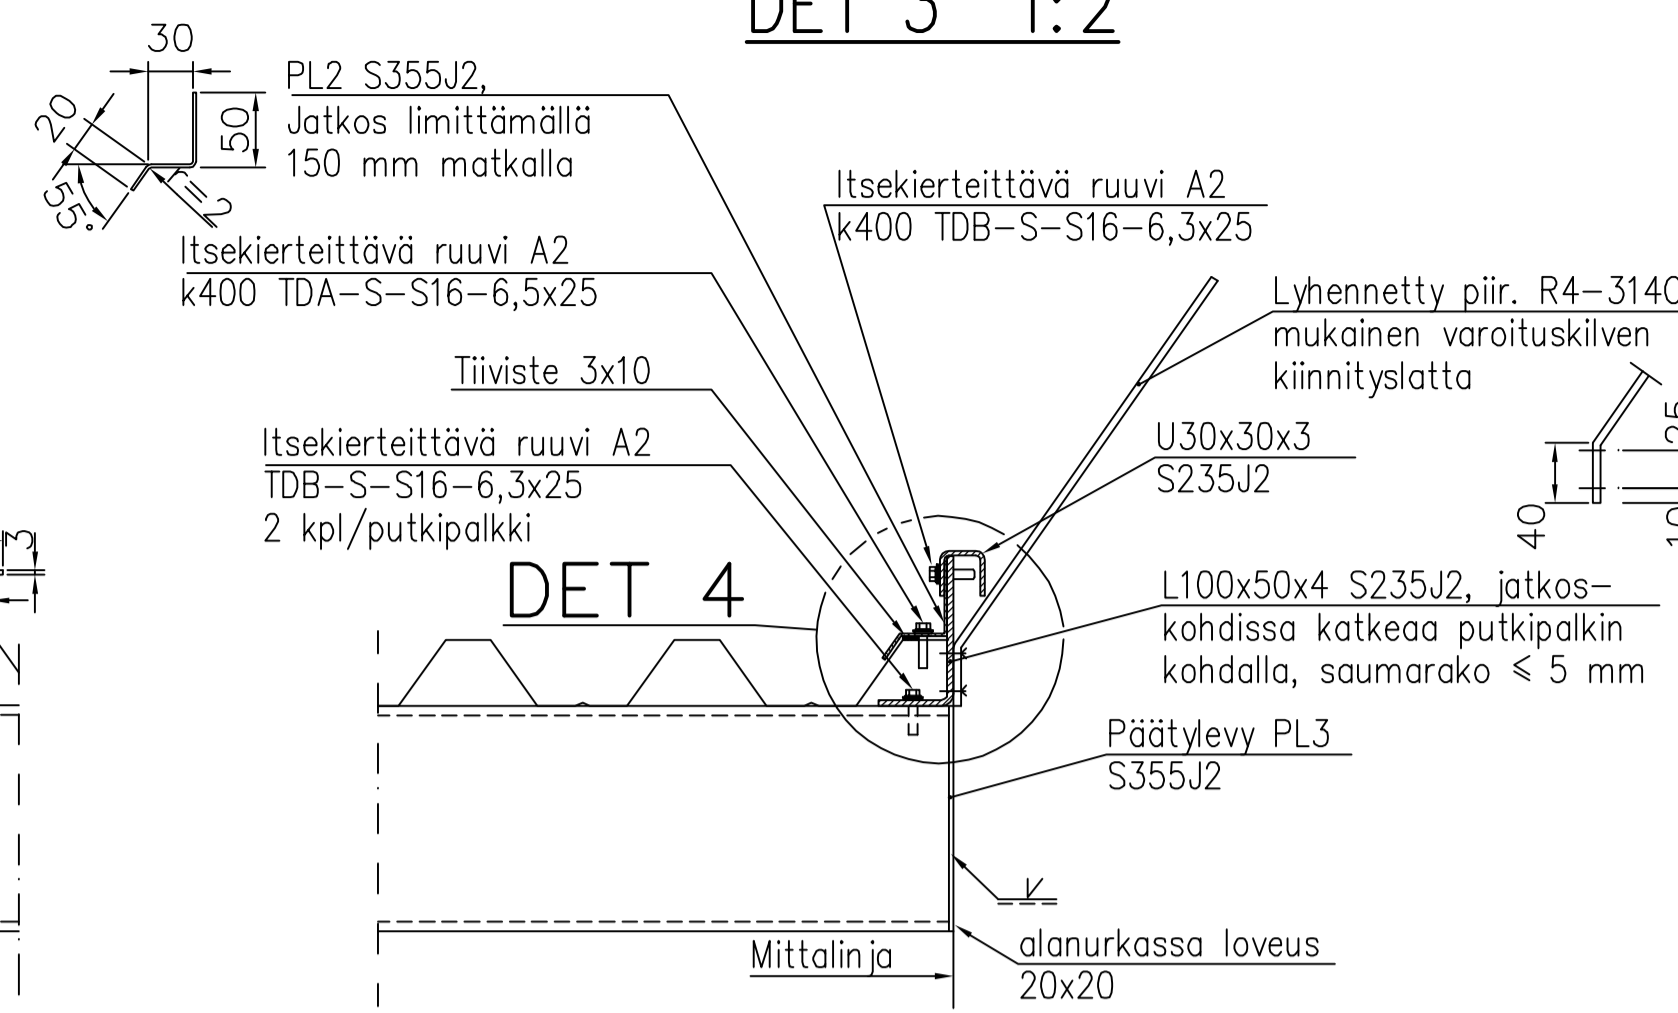 DET 3 1:2
30
20
50
55°
r=2
PL2 S355J2,
Jatkos limittämällä
150 mm matkalla
Itsekierteittävä ruuvi A2
k400 TDB-S-S16-6,3x25
Itsekierteittävä ruuvi A2
k400 TDA-S-S16-6,5x25
Lyhennetty piir. R4-3140
mukainen varoituskilven
kiinnityslatta
Tiiviste 3x10
Itsekierteittävä ruuvi A2
TDB-S-S16-6,3x25
2 kpl/putkipalkki
U30x30x3
S235J2
40
3
DET 4
L100x50x4 S235J2, jatkos-
kohdissa katkeaa putkipalkin
kohdalla, saumarako ≤ 5 mm
Päätylevy PL3
S355J2
V
Mittalinja
alanurkassa loveus
20x20